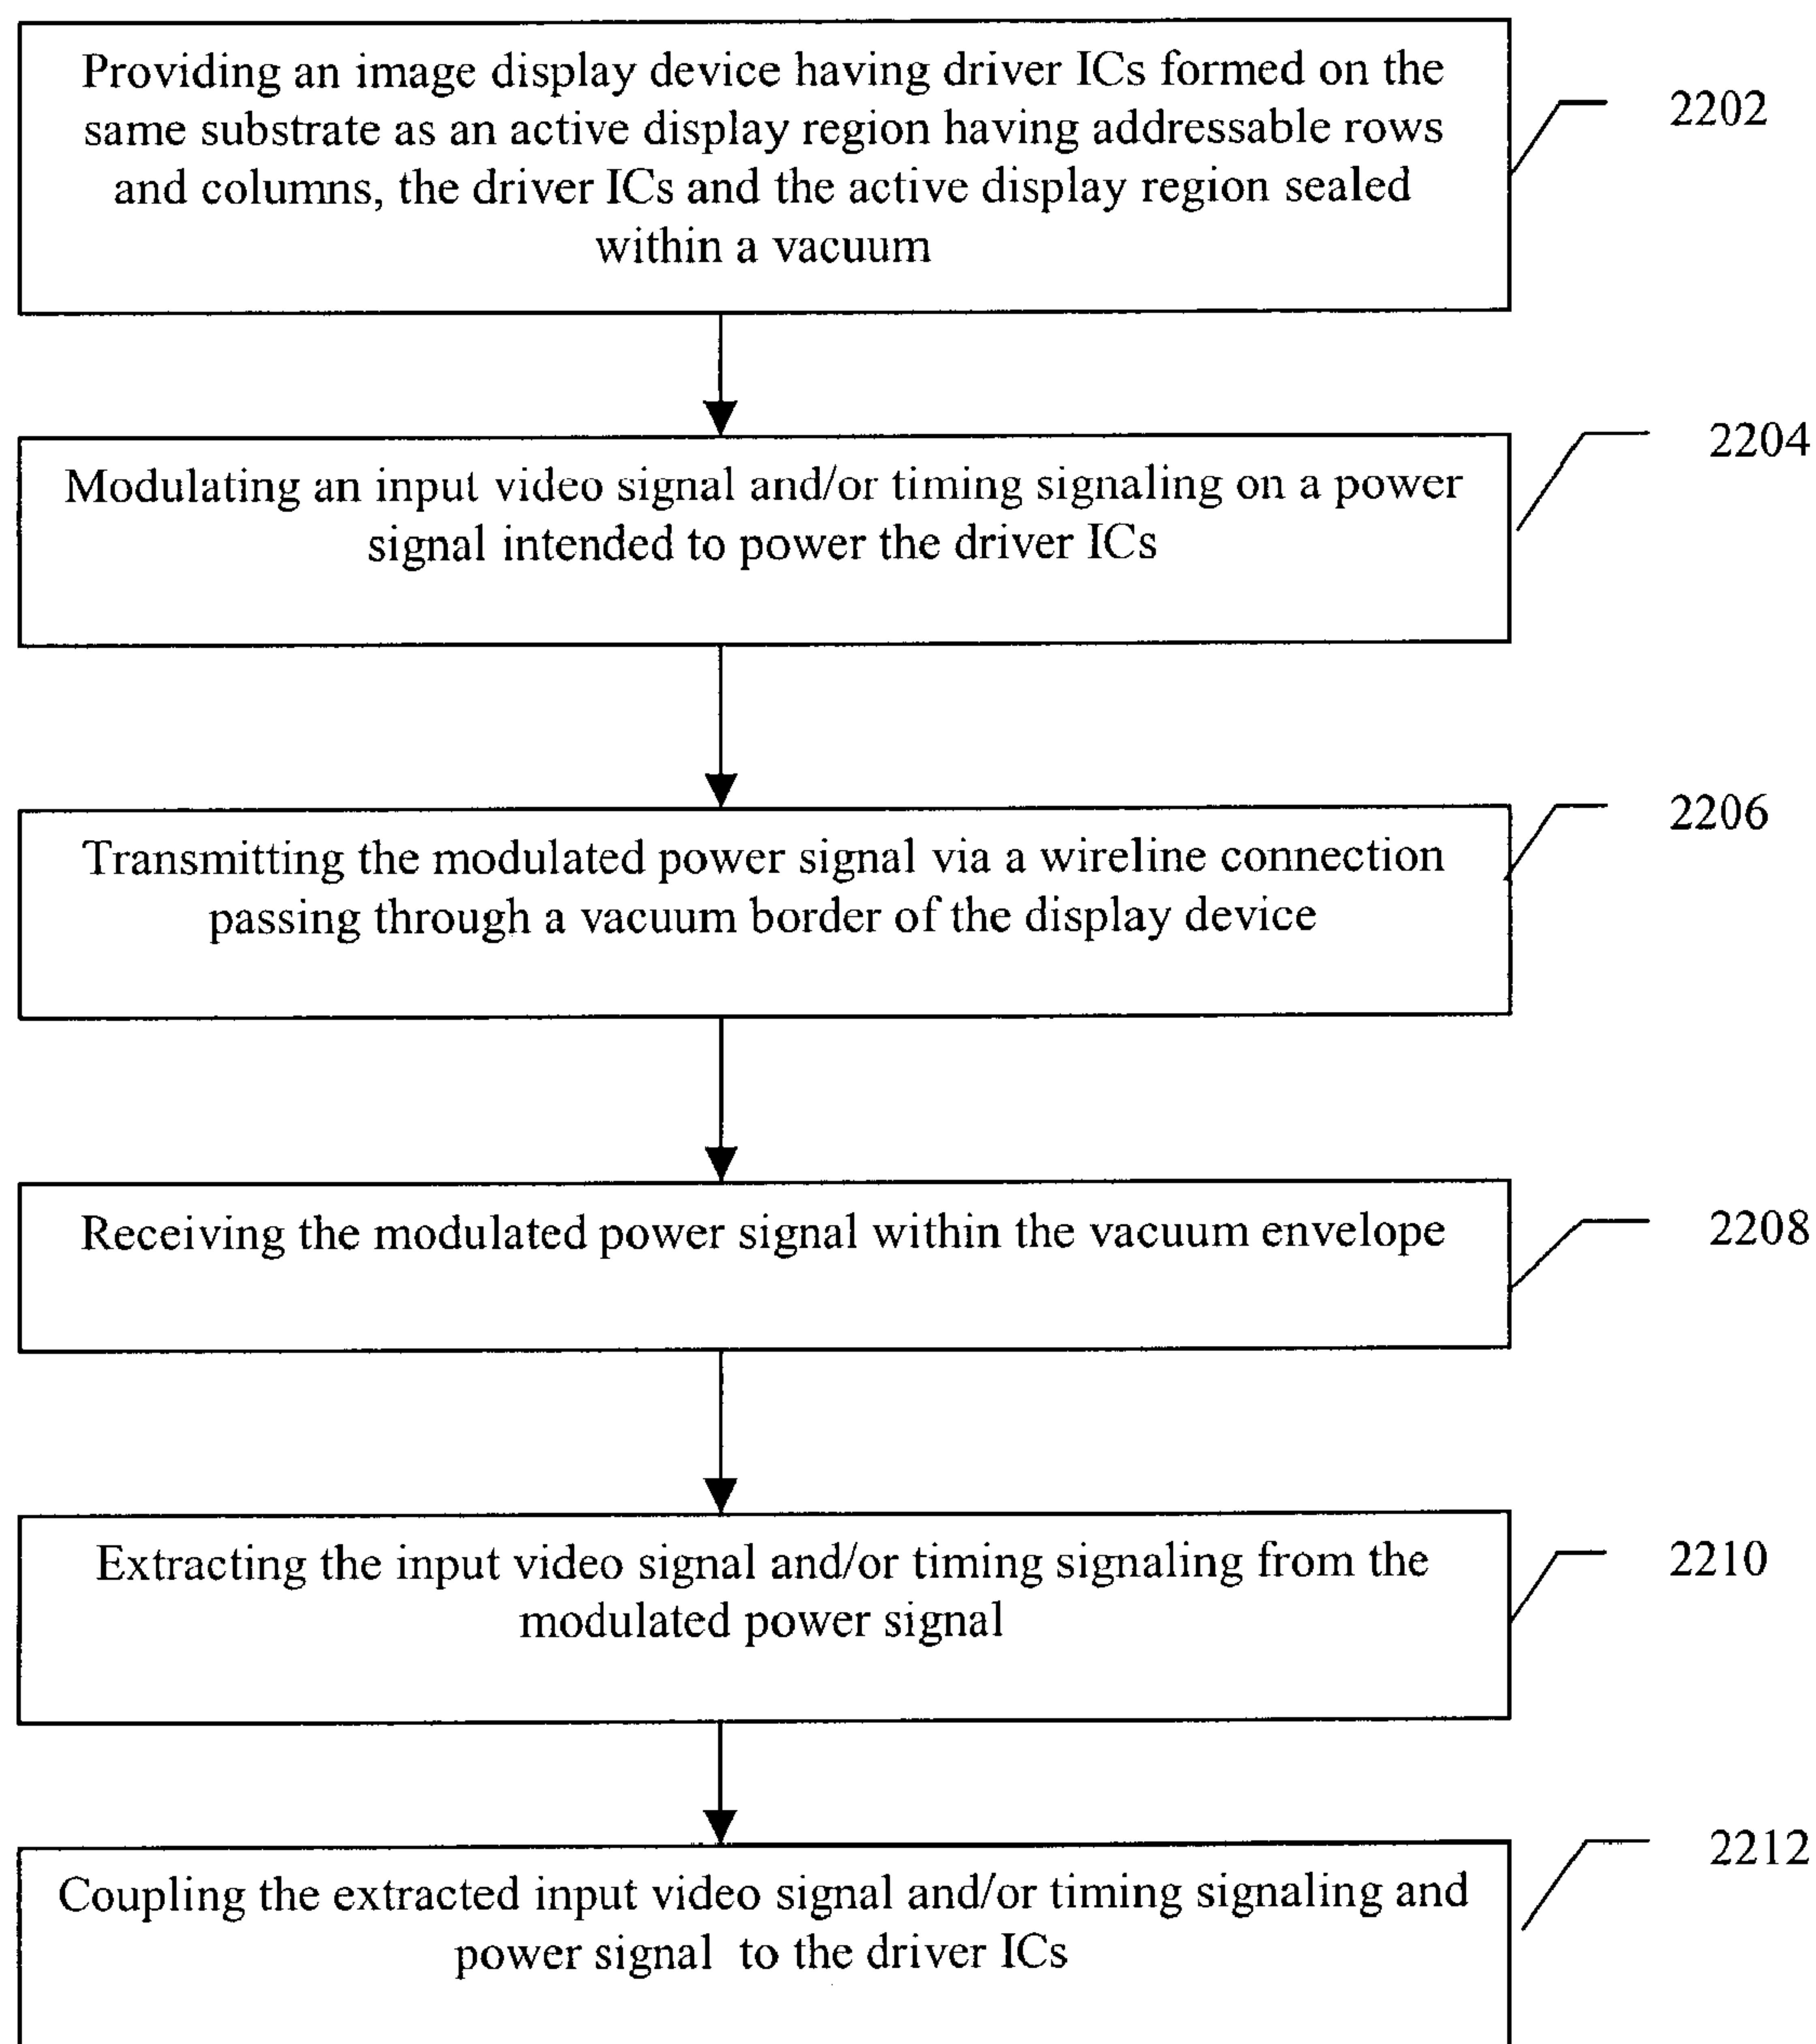 Providing an image display device having driver ICs formed on the
same substrate as an active display region having addressable rows
and columns, the driver ICs and the active display region sealed
within a vacuum
2202
Modulating an input video signal and/or timing signaling on a power
signal intended to power the driver ICs
2204
Transmitting the modulated power signal via a wireline connection
passing through a vacuum border of the display device
2206
Receiving the modulated power signal within the vacuum envelope
2208
Extracting the input video signal and/or timing signaling from the
modulated power signal
2210
Coupling the extracted input video signal and/or timing signaling and
power signal to the driver ICs
2212